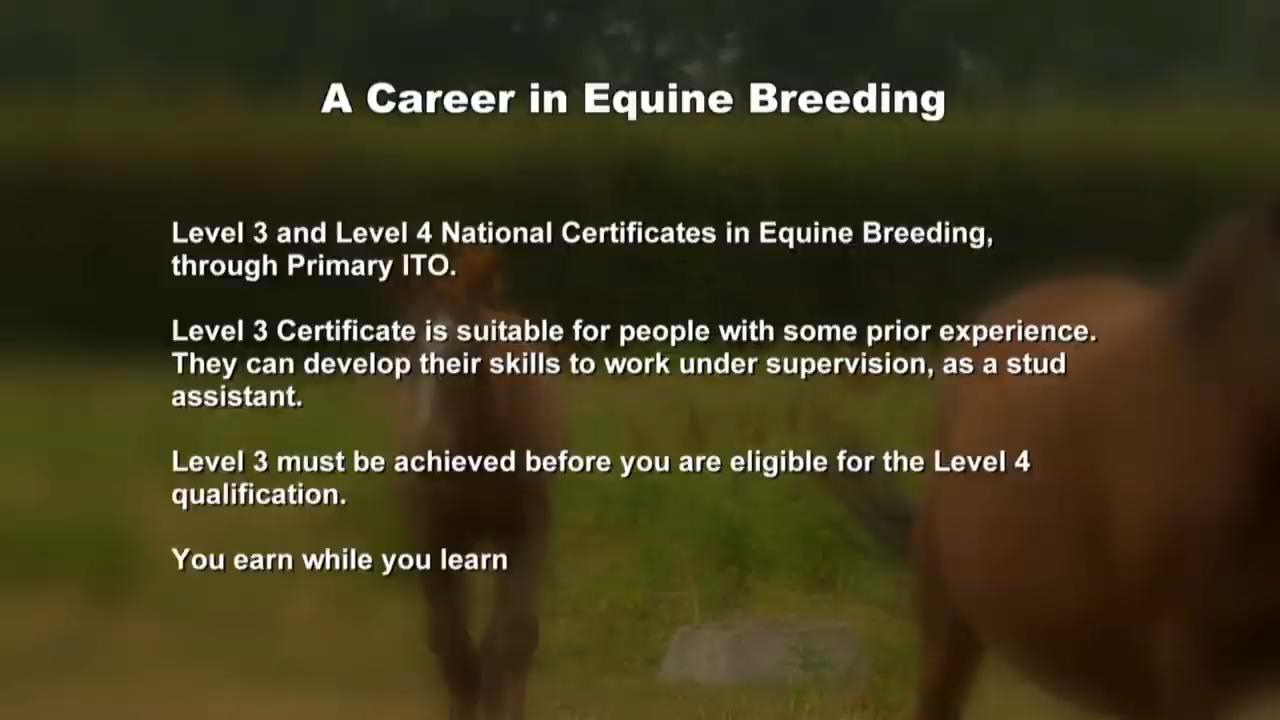 A Career in Equine Breeding
Level 3 and Level 4 National Certificates in Equine Breeding,
through Primary ITO.
Level 3 Certificate is suitable for people with some prior experience.
They can develop their skills to work under supervision, as a stud
assistant.
Level 3 must be achieved before you are eligible for the Level 4
qualification.
You earn while you learn